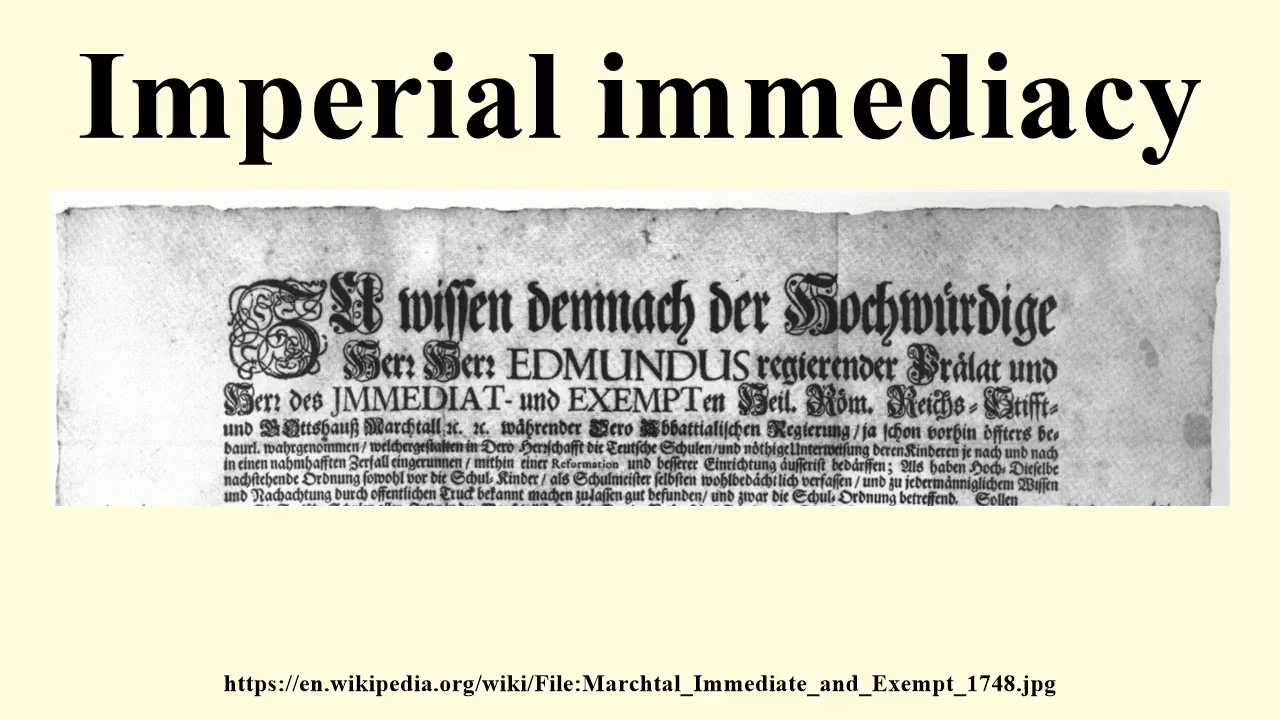 Imperial immediacy
ZU wissen demnach der Hochwürdige
Herr Herr EDMUNDUS regierender Prälat und
Herr des JMMEDIAT- und EXEMPTen Heil. Röm. Reichs-Stifft-
und GOttshauß Marchtall ꝛc. ꝛc. währender Dero Abbattialischen Regierung / ja schon vorhin öffters be-
daurl. wahrgenommen / welchergestalten in Dero Herrschafft die Teutsche Schulen / und nöthige Unterweisung deren Kinderen je nach und nach
in einen nahmhafften Zerfall eingerunnen / mithin einer Reformation und besserer Einrichtung äusserist bedärffen; Als haben Hoch-Dieselbe
nachstehende Ordnung sowohl vor die Schul-Kinder / als Schulmeister selbsten wohlbedächtlich verfassen / und zu jedermänniglichem Wissen
und Nachachtung durch offentlichen Truck bekannt machen zulassen gut befunden / und zwar die Schul-Ordnung betreffend. Sollen
https://en.wikipedia.org/wiki/File:Marchtal_Immediate_and_Exempt_1748.jpg